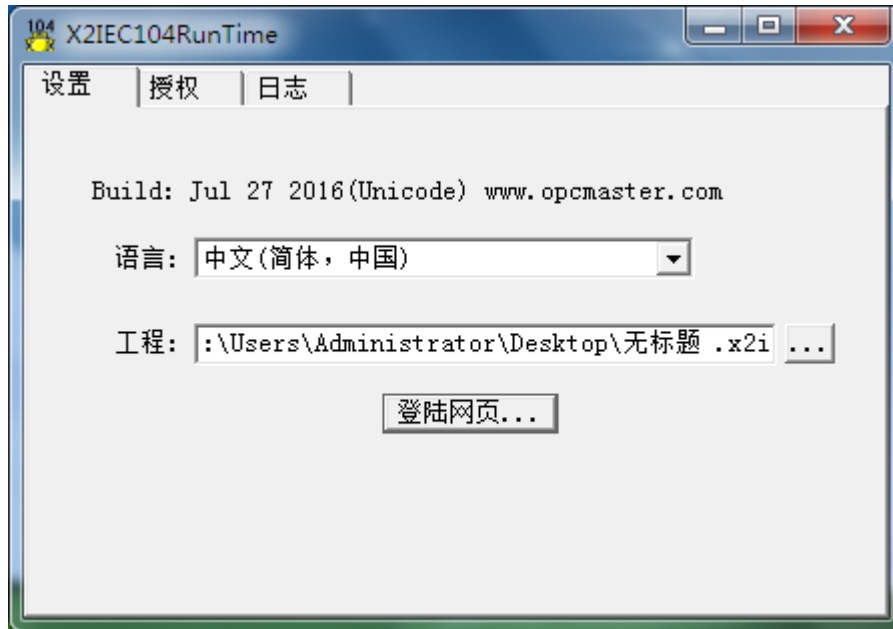 104 X2IEC104RunTime
设置 授权 日志
Build: Jul 27 2016(Unicode) www.opcmaster.com
语言: 中文(简体，中国)
工程: :\Users\Administrator\Desktop\无标题 .x2i ...
登陆网页...